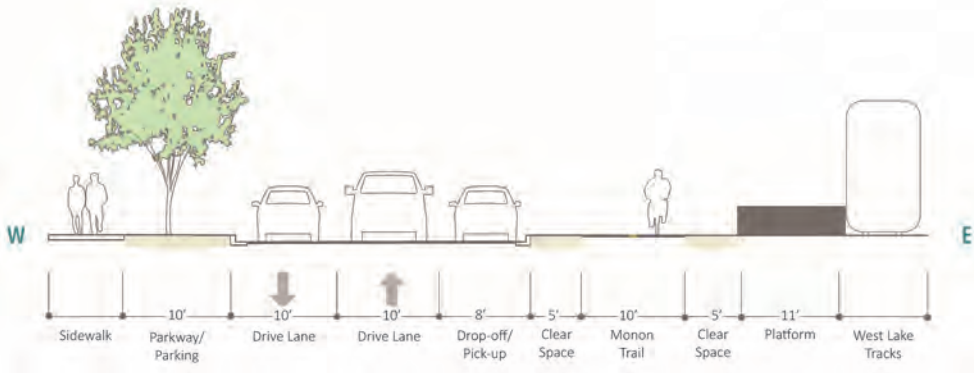 W
E
10' 10' 10' 8' 5' 10' 5' 11'
Sidewalk
Parkway/
Parking
Drive Lane
Drive Lane
Drop-off/
Pick-up
Clear
Space
Monon
Trail
Clear
Space
Platform
West Lake
Tracks